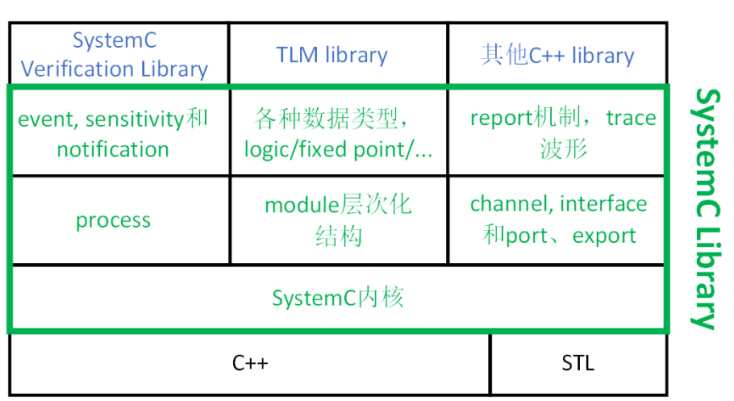 SystemC
Verification Library
TLM library
其他C++ library
event, sensitivity和
notification
各种数据类型，
logic/fixed point/...
report机制，trace
波形
process
module层次化
结构
channel, interface
和port、export
SystemC内核
C++
STL
SystemC Library